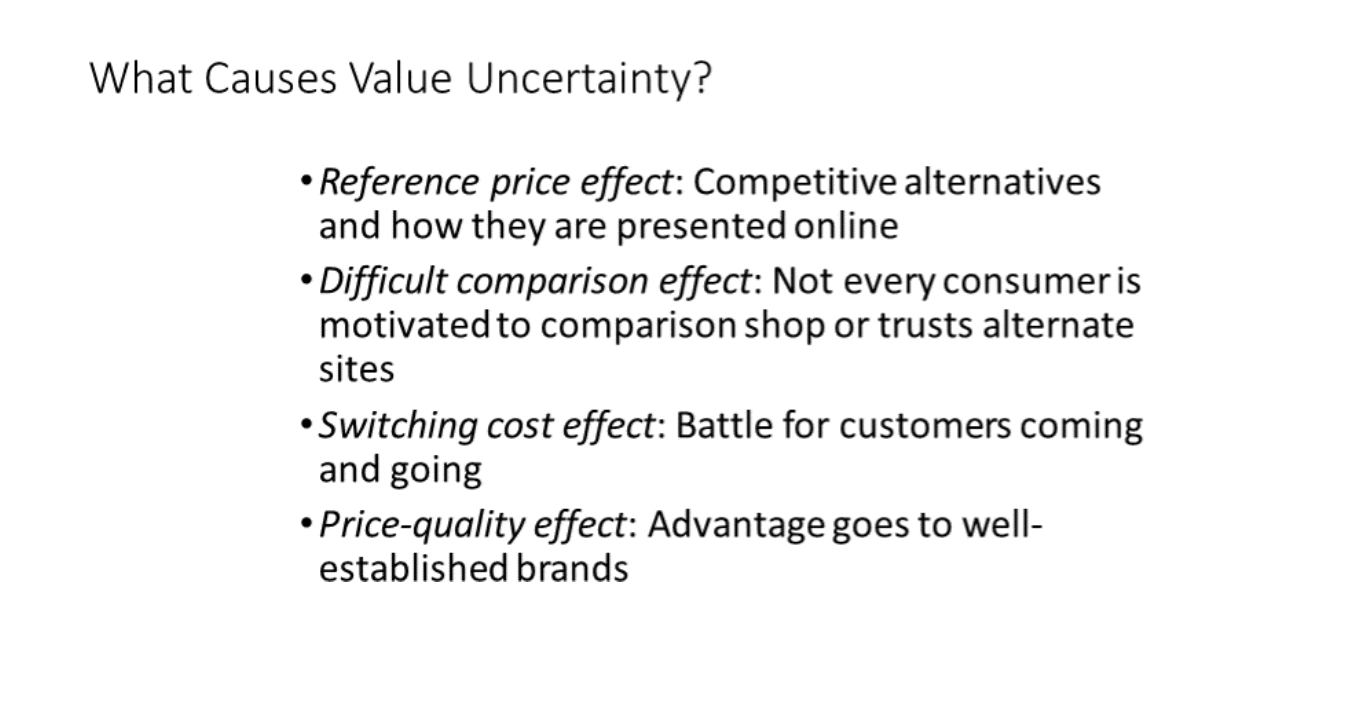 What Causes Value Uncertainty?
•Reference price effect: Competitive alternatives
and how they are presented online
•Difficult comparison effect: Not every consumer is
motivated to comparison shop or trusts alternate
sites
•Switching cost effect: Battle for customers coming
and going
•Price-quality effect: Advantage goes to well-
established brands